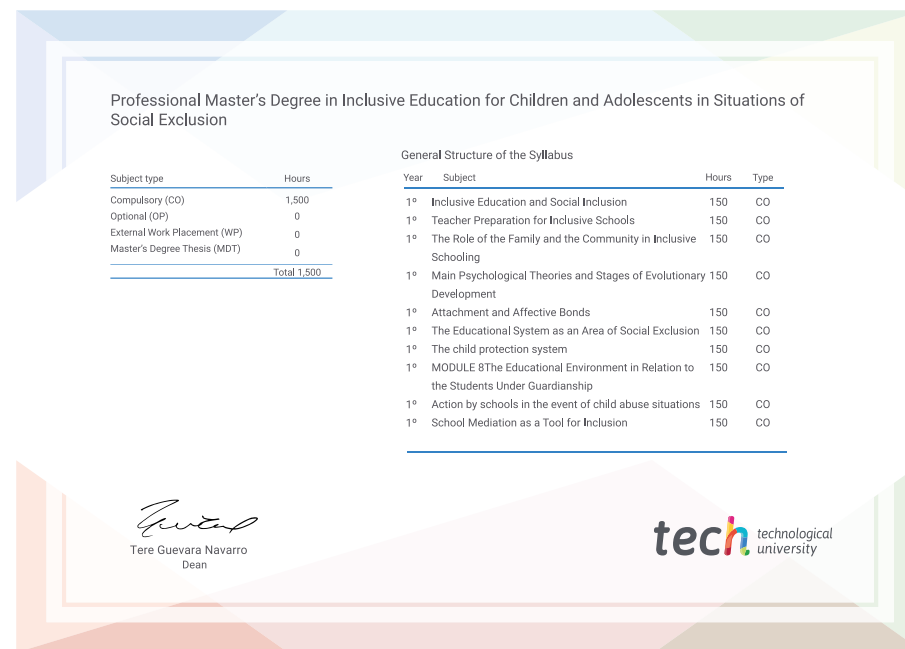 Professional Master's Degree in Inclusive Education for Children and Adolescents in Situations of
Social Exclusion
Subject type Hours
Compulsory (CO) 1,500
Optional (OP) 0
External Work Placement (WP) 0
Master's Degree Thesis (MDT) 0
Total 1,500
General Structure of the Syllabus
Year Subject Hours Type
1º Inclusive Education and Social Inclusion 150 CO
1º Teacher Preparation for Inclusive Schools 150 CO
1º The Role of the Family and the Community in Inclusive 150 CO
Schooling
1º Main Psychological Theories and Stages of Evolutionary 150 CO
Development
1º Attachment and Affective Bonds 150 CO
1º The Educational System as an Area of Social Exclusion 150 CO
1º The child protection system 150 CO
1º MODULE 8The Educational Environment in Relation to 150 CO
the Students Under Guardianship
1º Action by schools in the event of child abuse situations 150 CO
1º School Mediation as a Tool for Inclusion 150 CO
Tere Guevara Navarro
Dean
tech technological
university